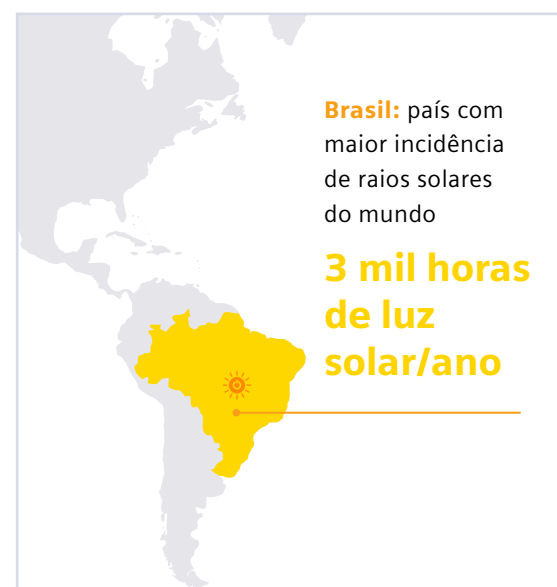 Brasil: país com
maior incidência
de raios solares
do mundo
3 mil horas
de luz
solar/ano